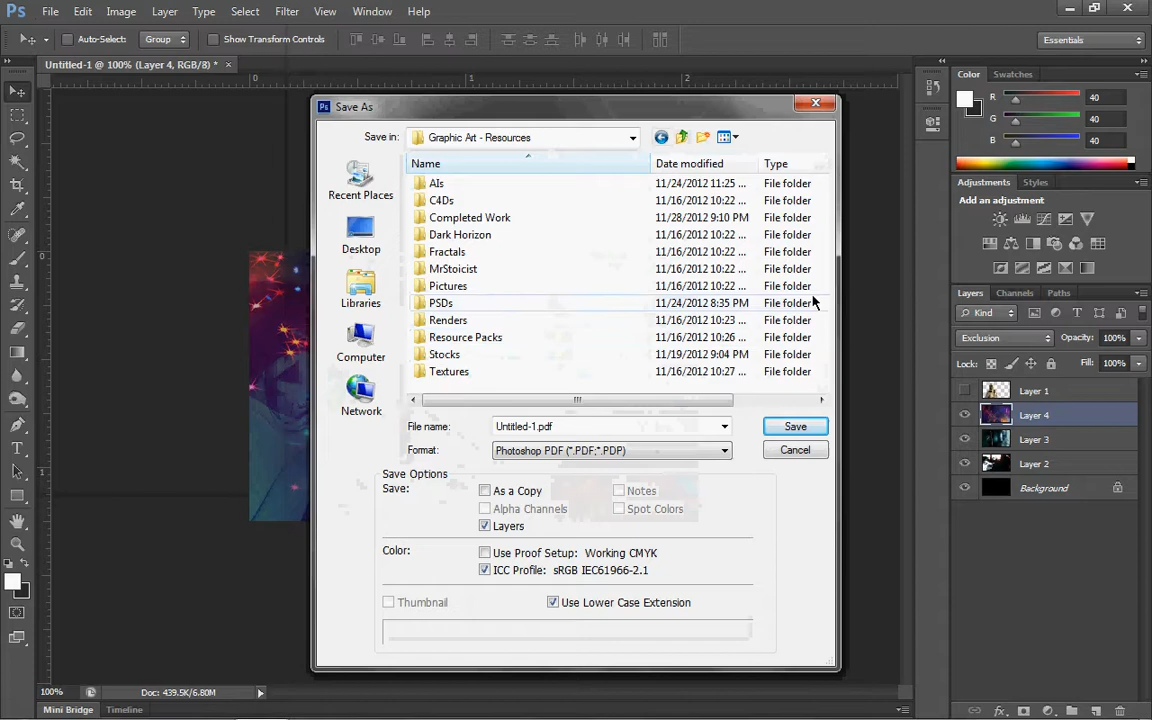 Ps File Edit Image Layer Type Select Filter View Window Help
Auto-Select: Group Show Transform Controls Essentials
Untitled-1 @ 100% (Layer 4, RGB/8) * ×
0 1 2
Save As
Save in: Graphic Art - Resources
Name Date modified Type
AIs 11/24/2012 11:25 ... File folder
C4Ds 11/16/2012 10:22 ... File folder
Completed Work 11/28/2012 9:10 PM File folder
Dark Horizon 11/16/2012 10:22 ... File folder
Fractals 11/16/2012 10:22 ... File folder
MrStoicist 11/16/2012 10:22 ... File folder
Pictures 11/16/2012 10:22 ... File folder
PSDs 11/24/2012 8:35 PM File folder
Renders 11/16/2012 10:23 ... File folder
Resource Packs 11/16/2012 10:26 ... File folder
Stocks 11/19/2012 9:04 PM File folder
Textures 11/16/2012 10:27 ... File folder
Recent Places
Desktop
Libraries
Computer
Network
File name: Untitled-1.pdf Save
Format: Photoshop PDF (*.PDF;*.PDP) Cancel
Save Options
Save: As a Copy Notes
Alpha Channels Spot Colors
Layers
Color: Use Proof Setup: Working CMYK
ICC Profile: sRGB IEC61966-2.1
Thumbnail Use Lower Case Extension
Color Swatches
R 40
G 40
B 40
Adjustments Styles
Add an adjustment
Layers Channels Paths
Kind
Exclusion Opacity: 100%
Lock: Fill: 100%
Layer 1
Layer 4
Layer 3
Layer 2
Background
0
1
100% Doc: 439.5K/6.80M
Mini Bridge Timeline